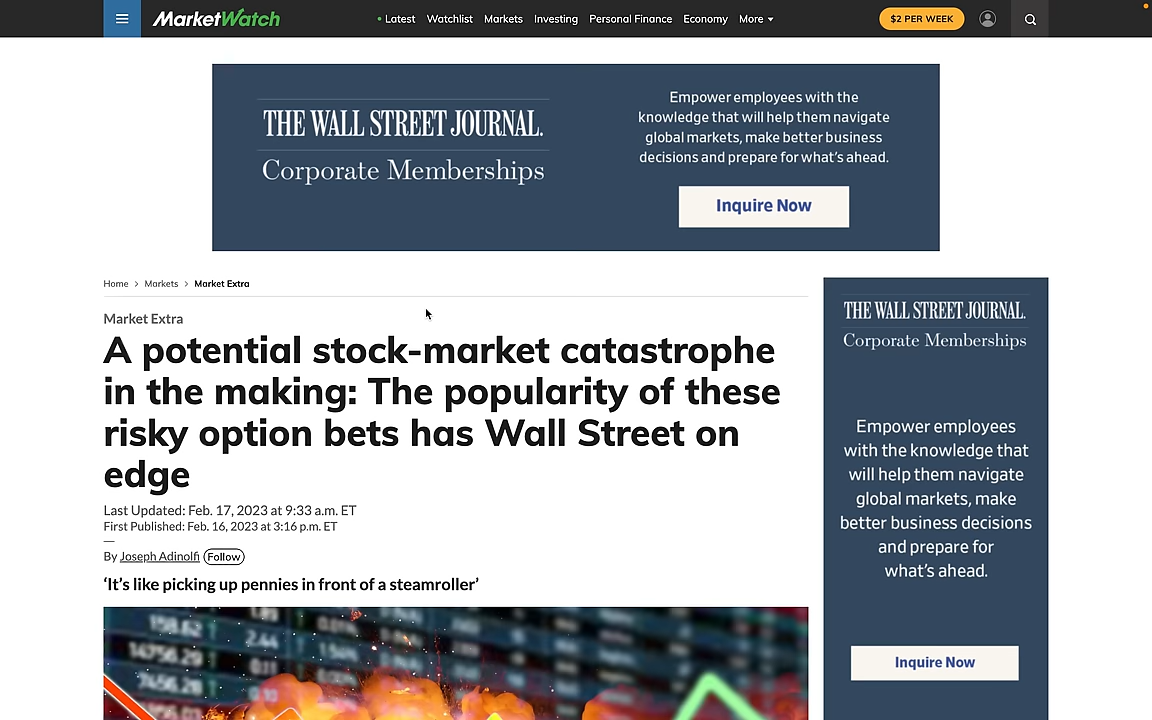 MarketWatch
Latest Watchlist Markets Investing Personal Finance Economy More
$2 PER WEEK
THE WALL STREET JOURNAL.
Corporate Memberships
Empower employees with the
knowledge that will help them navigate
global markets, make better business
decisions and prepare for what's ahead.
Inquire Now
Home > Markets > Market Extra
Market Extra
A potential stock-market catastrophe
in the making: The popularity of these
risky option bets has Wall Street on
edge
Last Updated: Feb. 17, 2023 at 9:33 a.m. ET
First Published: Feb. 16, 2023 at 3:16 p.m. ET
By Joseph Adinolfi Follow
‘It’s like picking up pennies in front of a steamroller’
THE WALL STREET JOURNAL.
Corporate Memberships
Empower employees
with the knowledge that
will help them navigate
global markets, make
better business decisions
and prepare for
what's ahead.
Inquire Now